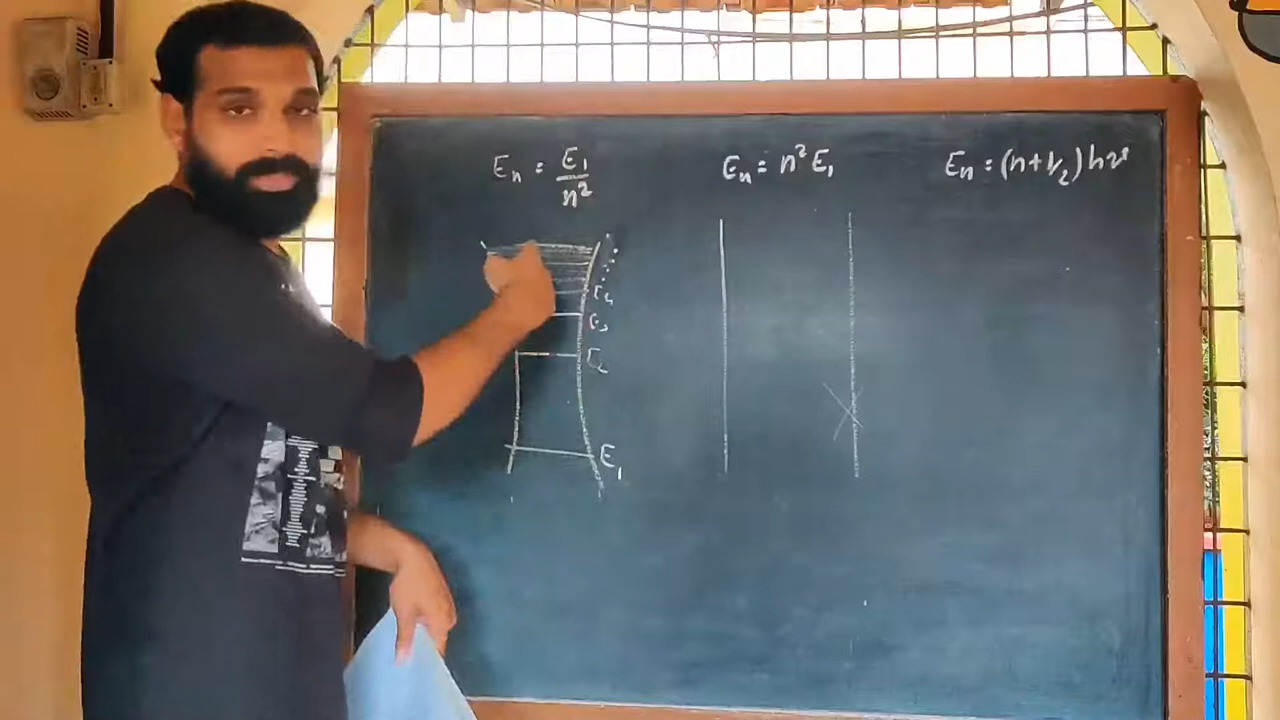 Eₙ = E₁/n²
Eₙ = n²E₁
Eₙ = (n+1/2)hν
E₄
E₃
E₂
E₁